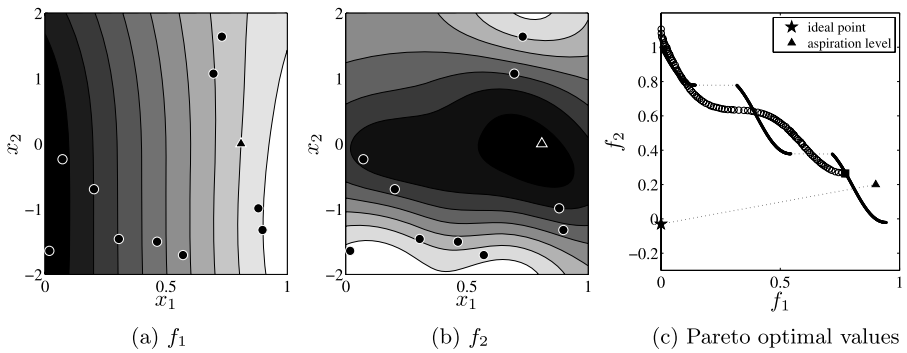 2
1
0
−1
−2
x₂
0
0.5
1
x₁
(a) f₁
2
1
0
−1
−2
x₂
0
0.5
1
x₁
(b) f₂
ideal point
aspiration level
1
0.8
0.6
0.4
0.2
0
−0.2
f₂
0
0.5
1
f₁
(c) Pareto optimal values